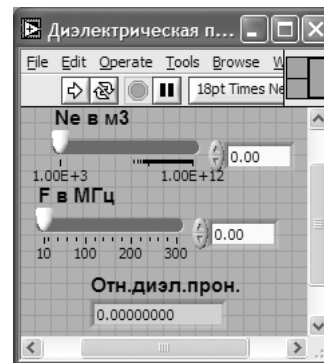 Диэлектрическая п...
File Edit Operate Tools Browse W
18pt Times Ne
Ne в м3
0.00
1.00E+3 1.00E+12
F в МГц
0.00
10 100 200 300
Отн.диэл.прон.
0.00000000